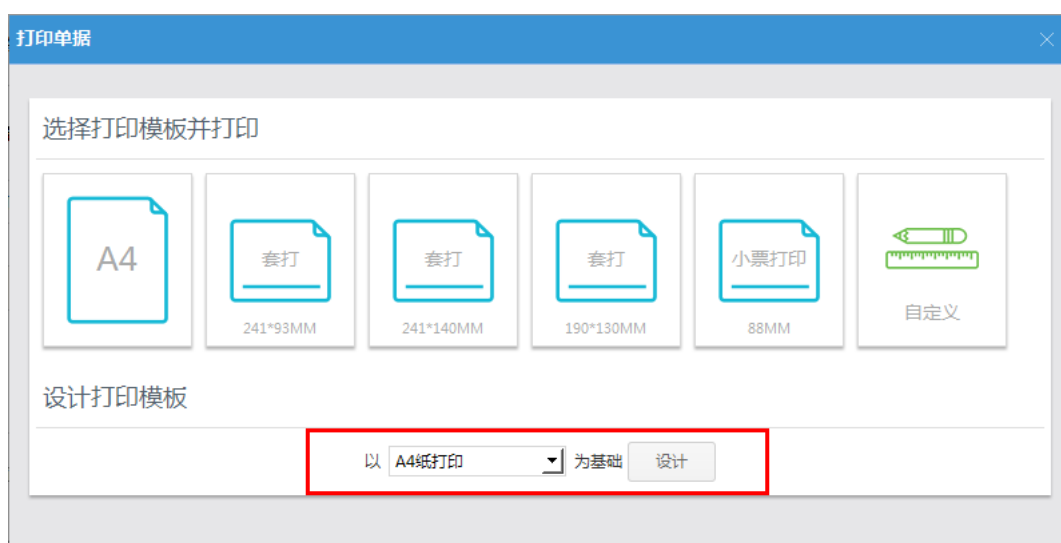 打印单据
选择打印模板并打印
A4 套打 套打 套打 小票打印
241*93MM 241*140MM 190*130MM 88MM 自定义
设计打印模板
以 A4纸打印 为基础 设计